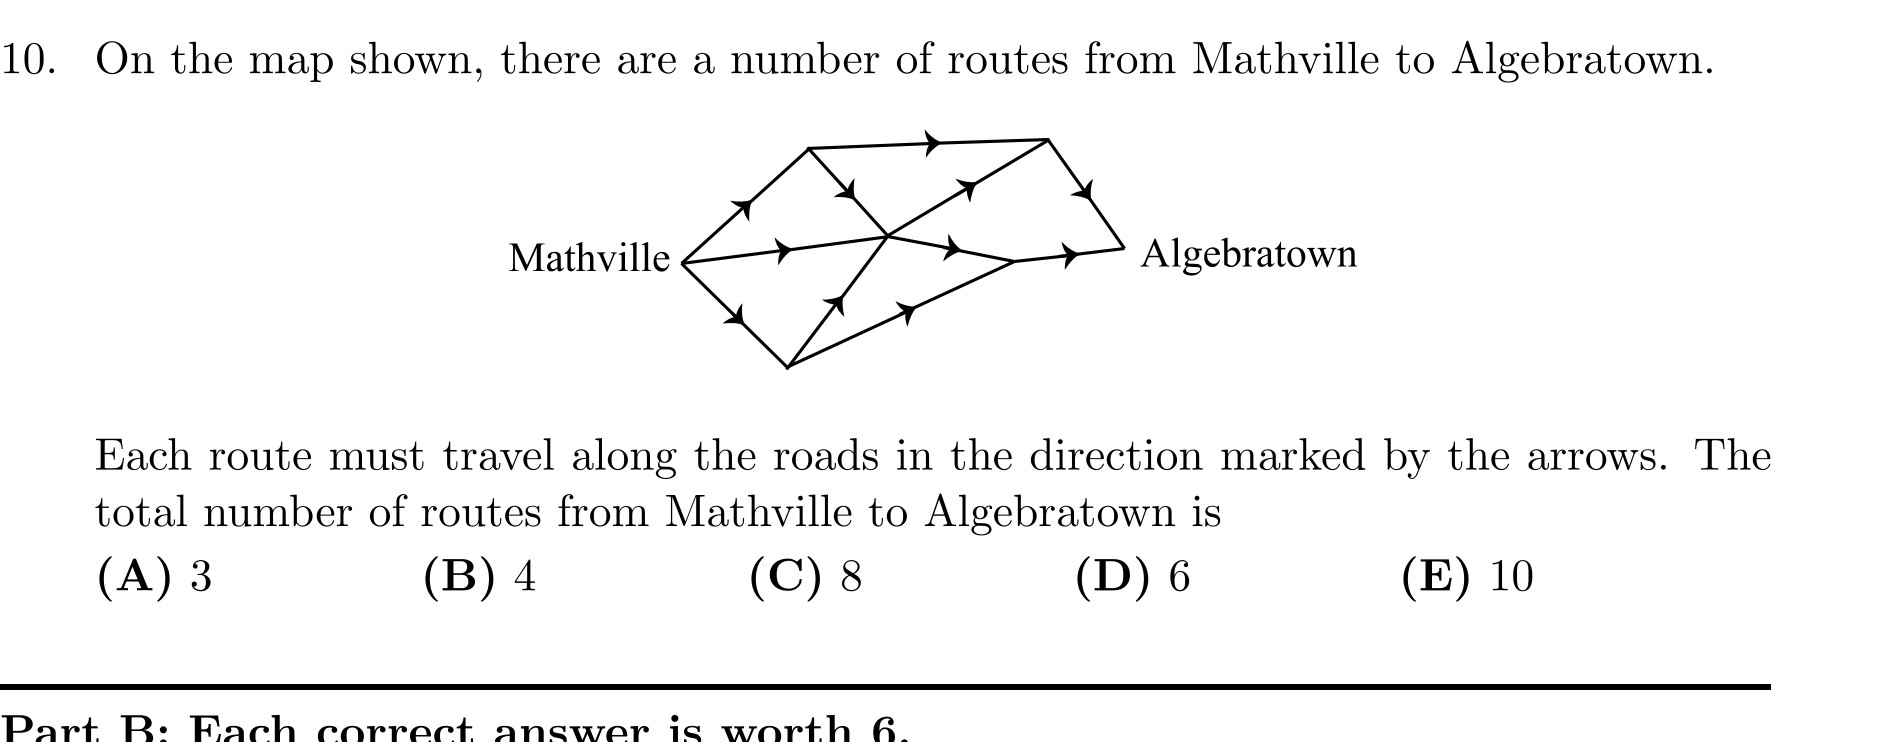 10. On the map shown, there are a number of routes from Mathville to Algebratown.
Mathville
Algebratown
Each route must travel along the roads in the direction marked by the arrows. The
total number of routes from Mathville to Algebratown is
(A) 3 (B) 4 (C) 8 (D) 6 (E) 10
Part B: Each correct answer is worth 6.